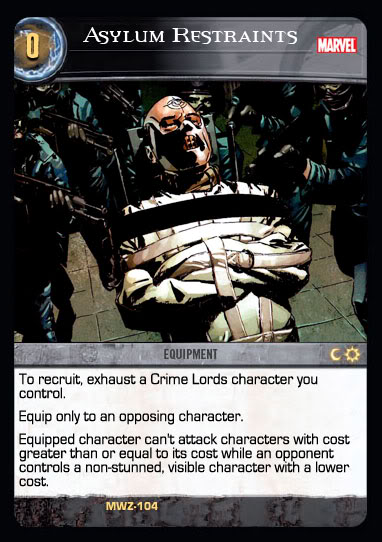 0
Asylum Restraints
MARVEL
EQUIPMENT
To recruit, exhaust a Crime Lords character you
control.
Equip only to an opposing character.
Equipped character can't attack characters with cost
greater than or equal to its cost while an opponent
controls a non-stunned, visible character with a lower
cost.
MWZ-104